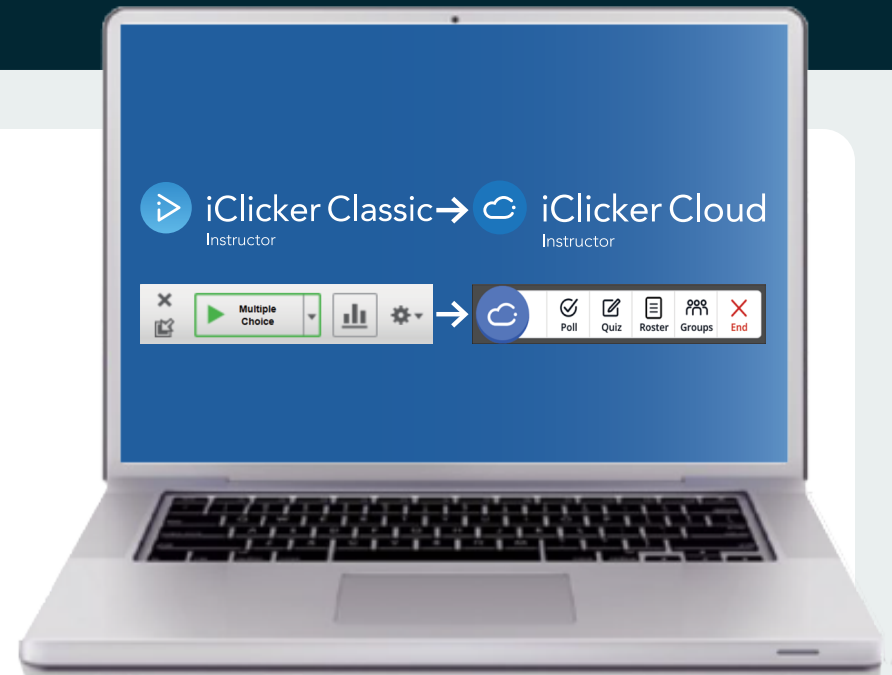 iClicker Classic → iClicker Cloud
Instructor Instructor
Multiple
Choice
→
Poll Quiz Roster Groups End